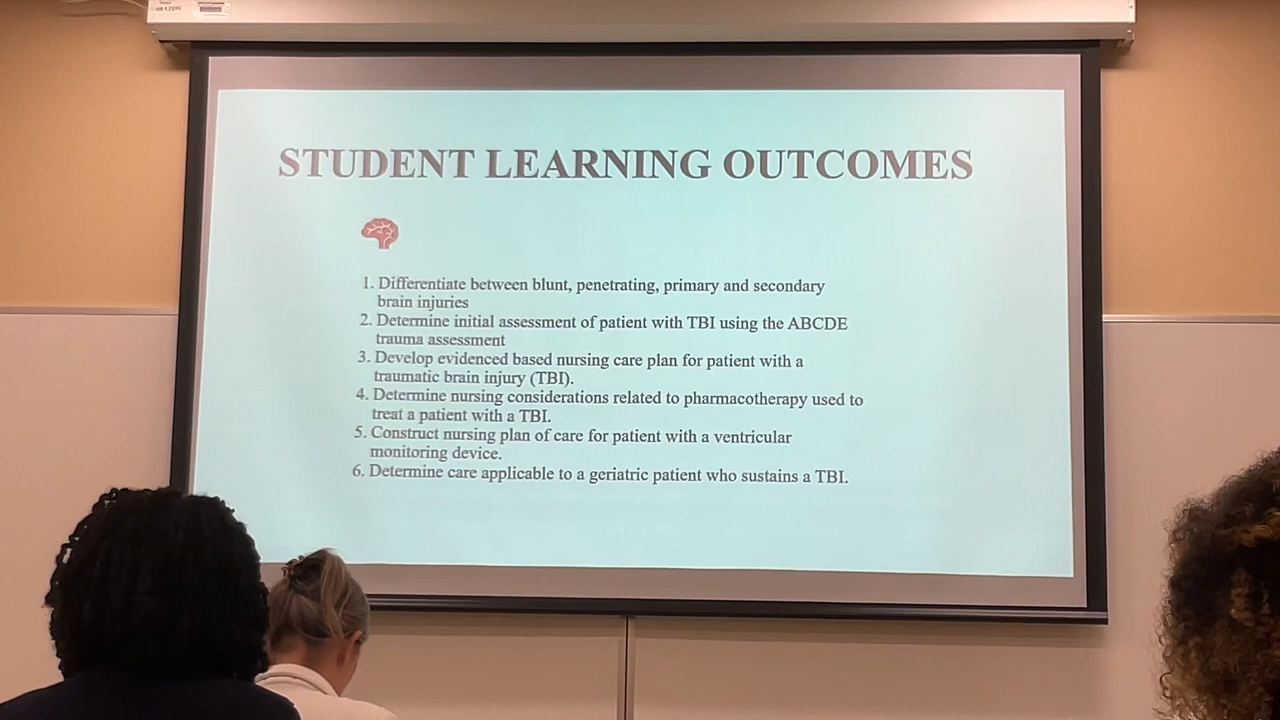 STUDENT LEARNING OUTCOMES
1. Differentiate between blunt, penetrating, primary and secondary
brain injuries
2. Determine initial assessment of patient with TBI using the ABCDE
trauma assessment
3. Develop evidenced based nursing care plan for patient with a
traumatic brain injury (TBI).
4. Determine nursing considerations related to pharmacotherapy used to
treat a patient with a TBI.
5. Construct nursing plan of care for patient with a ventricular
monitoring device.
6. Determine care applicable to a geriatric patient who sustains a TBI.